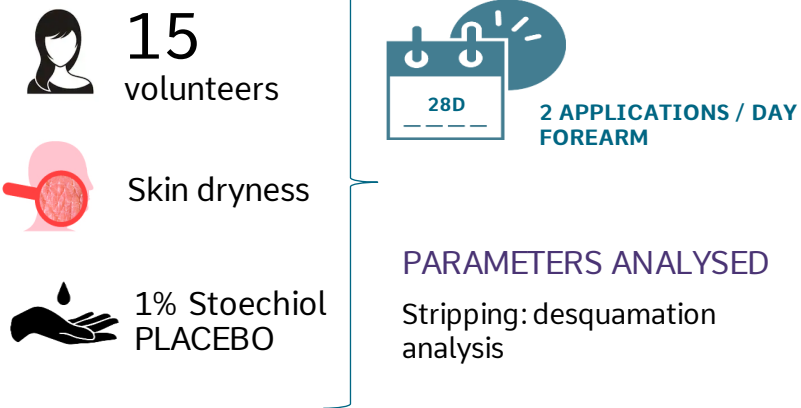 15
volunteers
Skin dryness
1% Stoechiol
PLACEBO
28D
2 APPLICATIONS / DAY
FOREARM
PARAMETERS ANALYSED
Stripping: desquamation
analysis